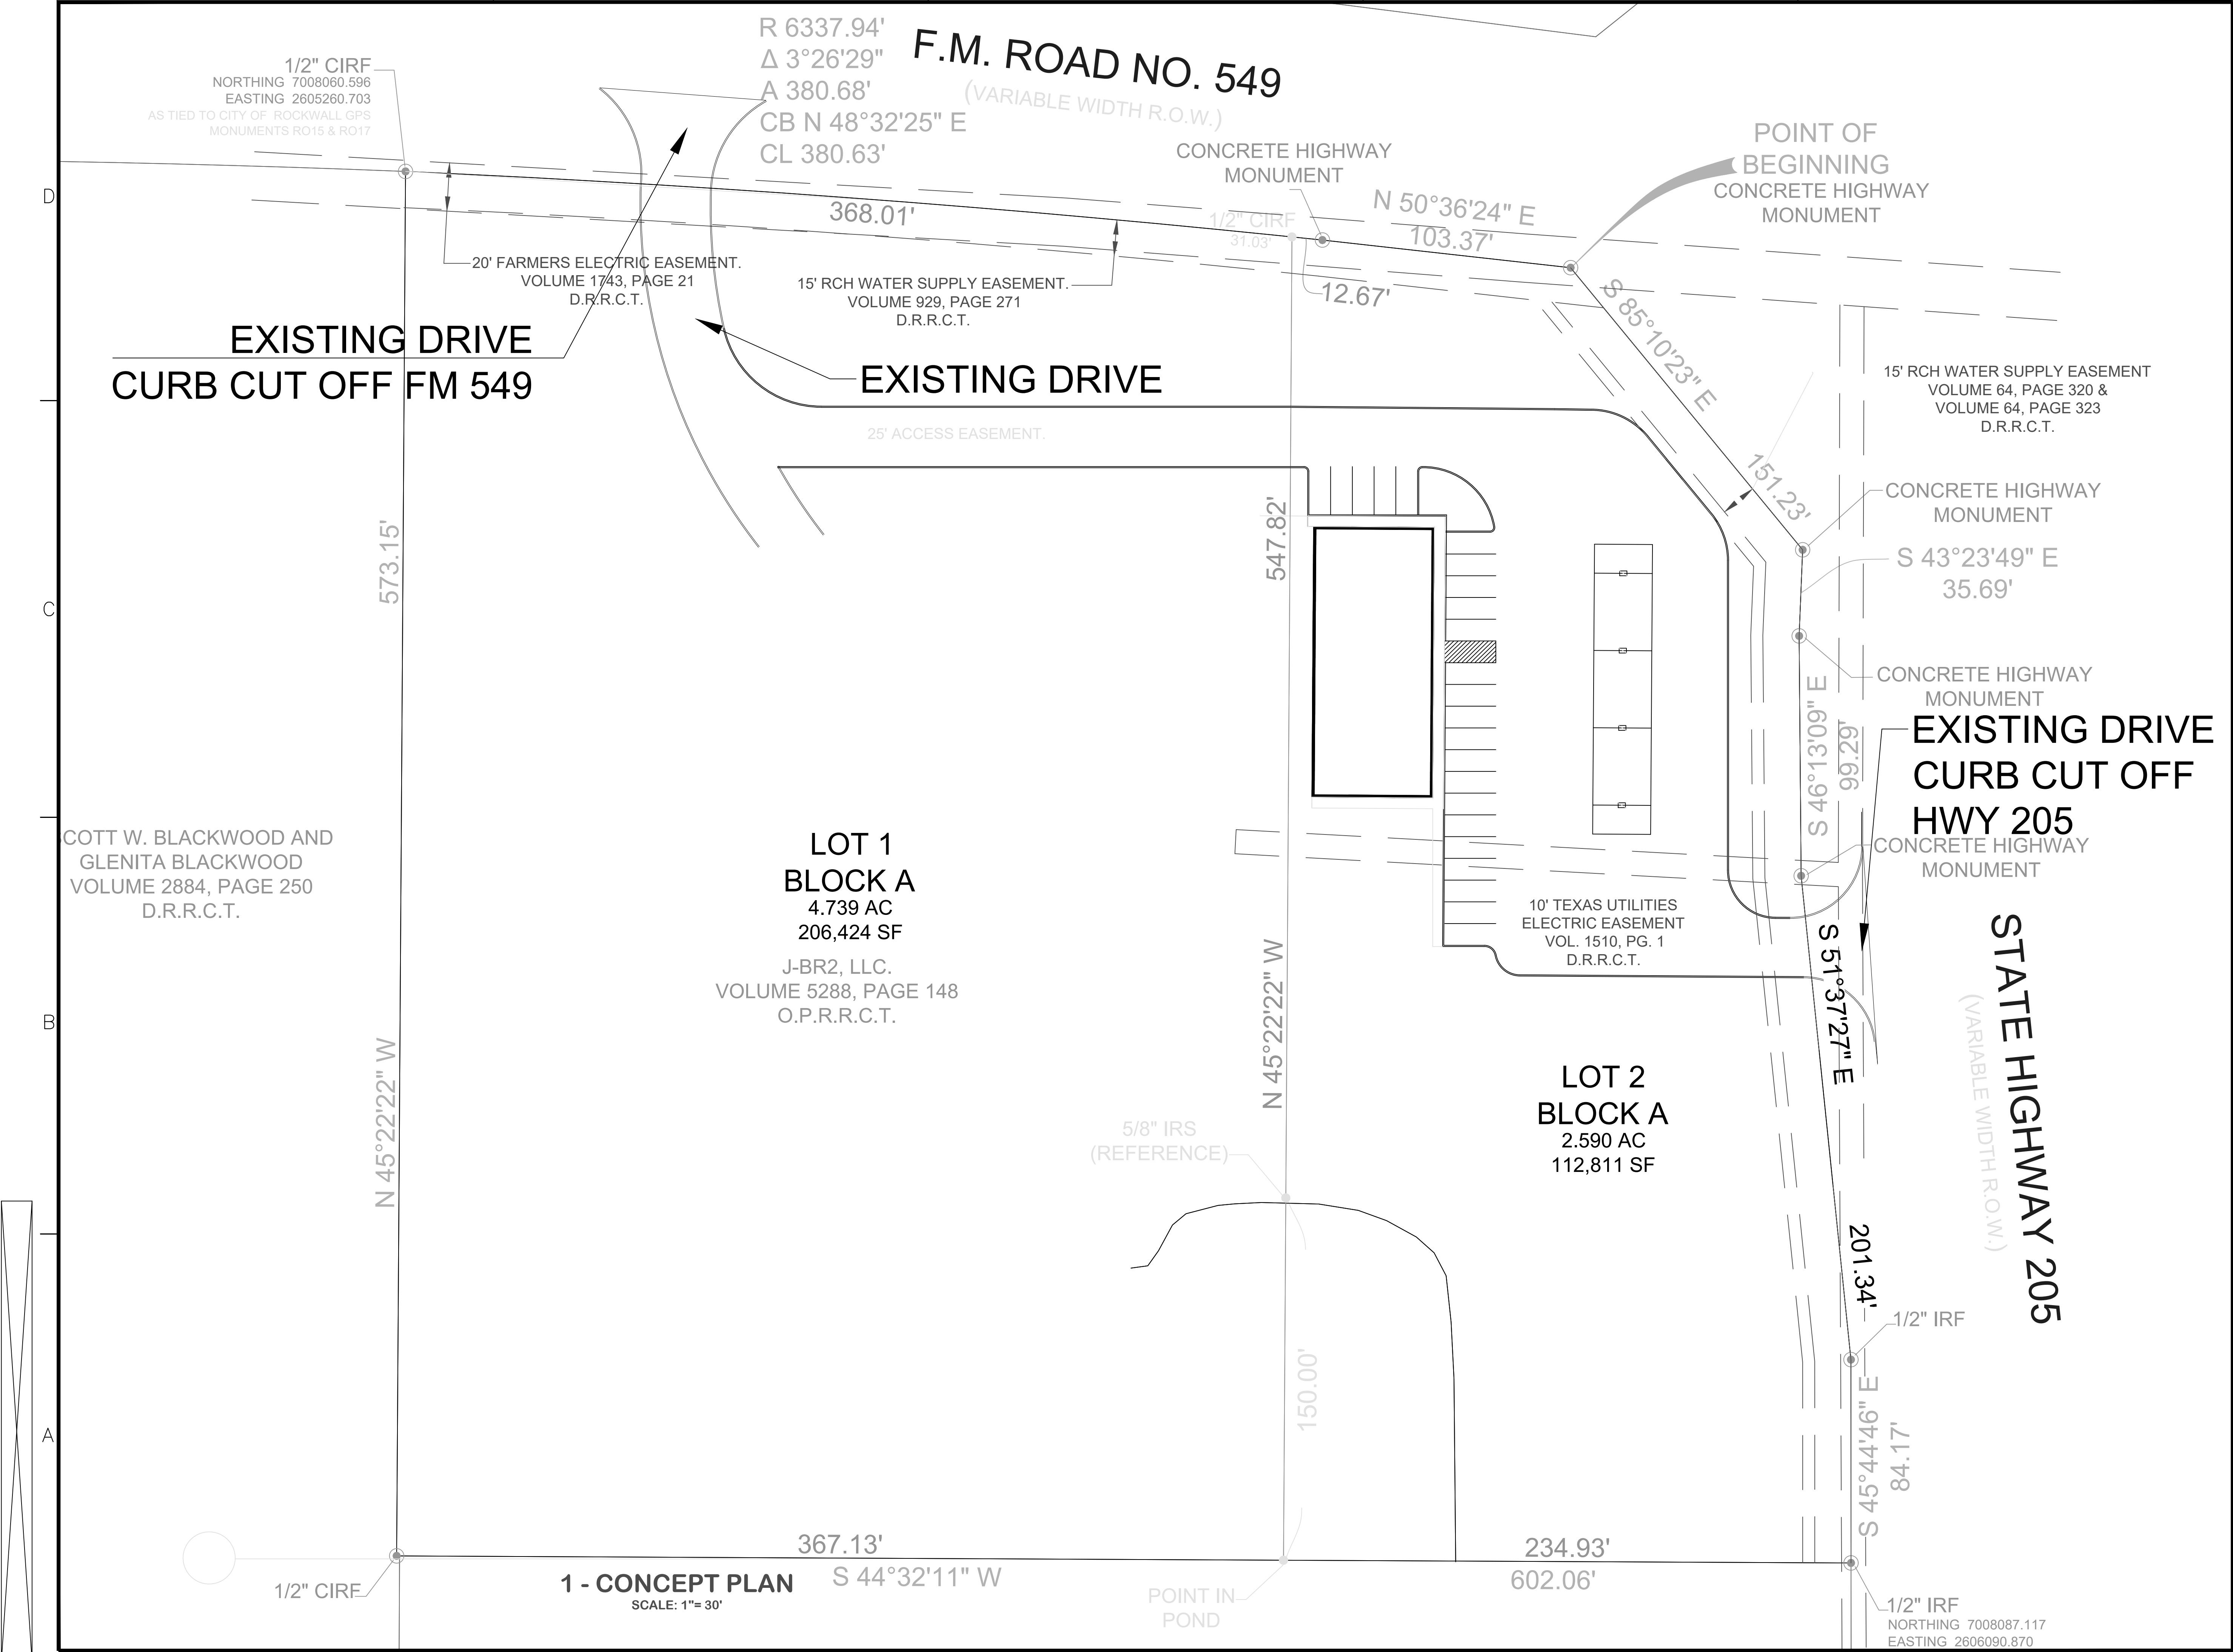 R 6337.94'
Δ 3°26'29"
A 380.68'
CB N 48°32'25" E
CL 380.63'
F.M. ROAD NO. 549
(VARIABLE WIDTH R.O.W.)
1/2" CIRF
NORTHING 7008060.596
EASTING 2605260.703
AS TIED TO CITY OF ROCKWALL GPS
MONUMENTS RO15 & RO17
CONCRETE HIGHWAY
MONUMENT
POINT OF
BEGINNING
CONCRETE HIGHWAY
MONUMENT
D
368.01'
1/2" CIRF
31.03'
N 50°36'24" E
103.37'
12.67'
20' FARMERS ELECTRIC EASEMENT.
VOLUME 1743, PAGE 21
D.R.R.C.T.
15' RCH WATER SUPPLY EASEMENT.
VOLUME 929, PAGE 271
D.R.R.C.T.
S 85°10'23" E
151.23'
EXISTING DRIVE
CURB CUT OFF FM 549
EXISTING DRIVE
15' RCH WATER SUPPLY EASEMENT
VOLUME 64, PAGE 320 &
VOLUME 64, PAGE 323
D.R.R.C.T.
25' ACCESS EASEMENT.
CONCRETE HIGHWAY
MONUMENT
573.15'
547.82'
S 43°23'49" E
35.69'
C
CONCRETE HIGHWAY
MONUMENT
S 46°13'09" E
99.29'
EXISTING DRIVE
CURB CUT OFF
HWY 205
CONCRETE HIGHWAY
MONUMENT
COTT W. BLACKWOOD AND
GLENITA BLACKWOOD
VOLUME 2884, PAGE 250
D.R.R.C.T.
LOT 1
BLOCK A
4.739 AC
206,424 SF
J-BR2, LLC.
VOLUME 5288, PAGE 148
O.P.R.R.C.T.
10' TEXAS UTILITIES
ELECTRIC EASEMENT
VOL. 1510, PG. 1
D.R.R.C.T.
S 51°37'27" E
201.34'
STATE HIGHWAY 205
(VARIABLE WIDTH R.O.W.)
B
N 45°22'22" W
N 45°22'22" W
LOT 2
BLOCK A
2.590 AC
112,811 SF
5/8" IRS
(REFERENCE)
1/2" IRF
150.00'
S 45°44'46" E
84.17'
A
367.13'
S 44°32'11" W
234.93'
602.06'
1/2" CIRF
1 - CONCEPT PLAN
SCALE: 1"= 30'
POINT IN
POND
1/2" IRF
NORTHING 7008087.117
EASTING 2606090.870